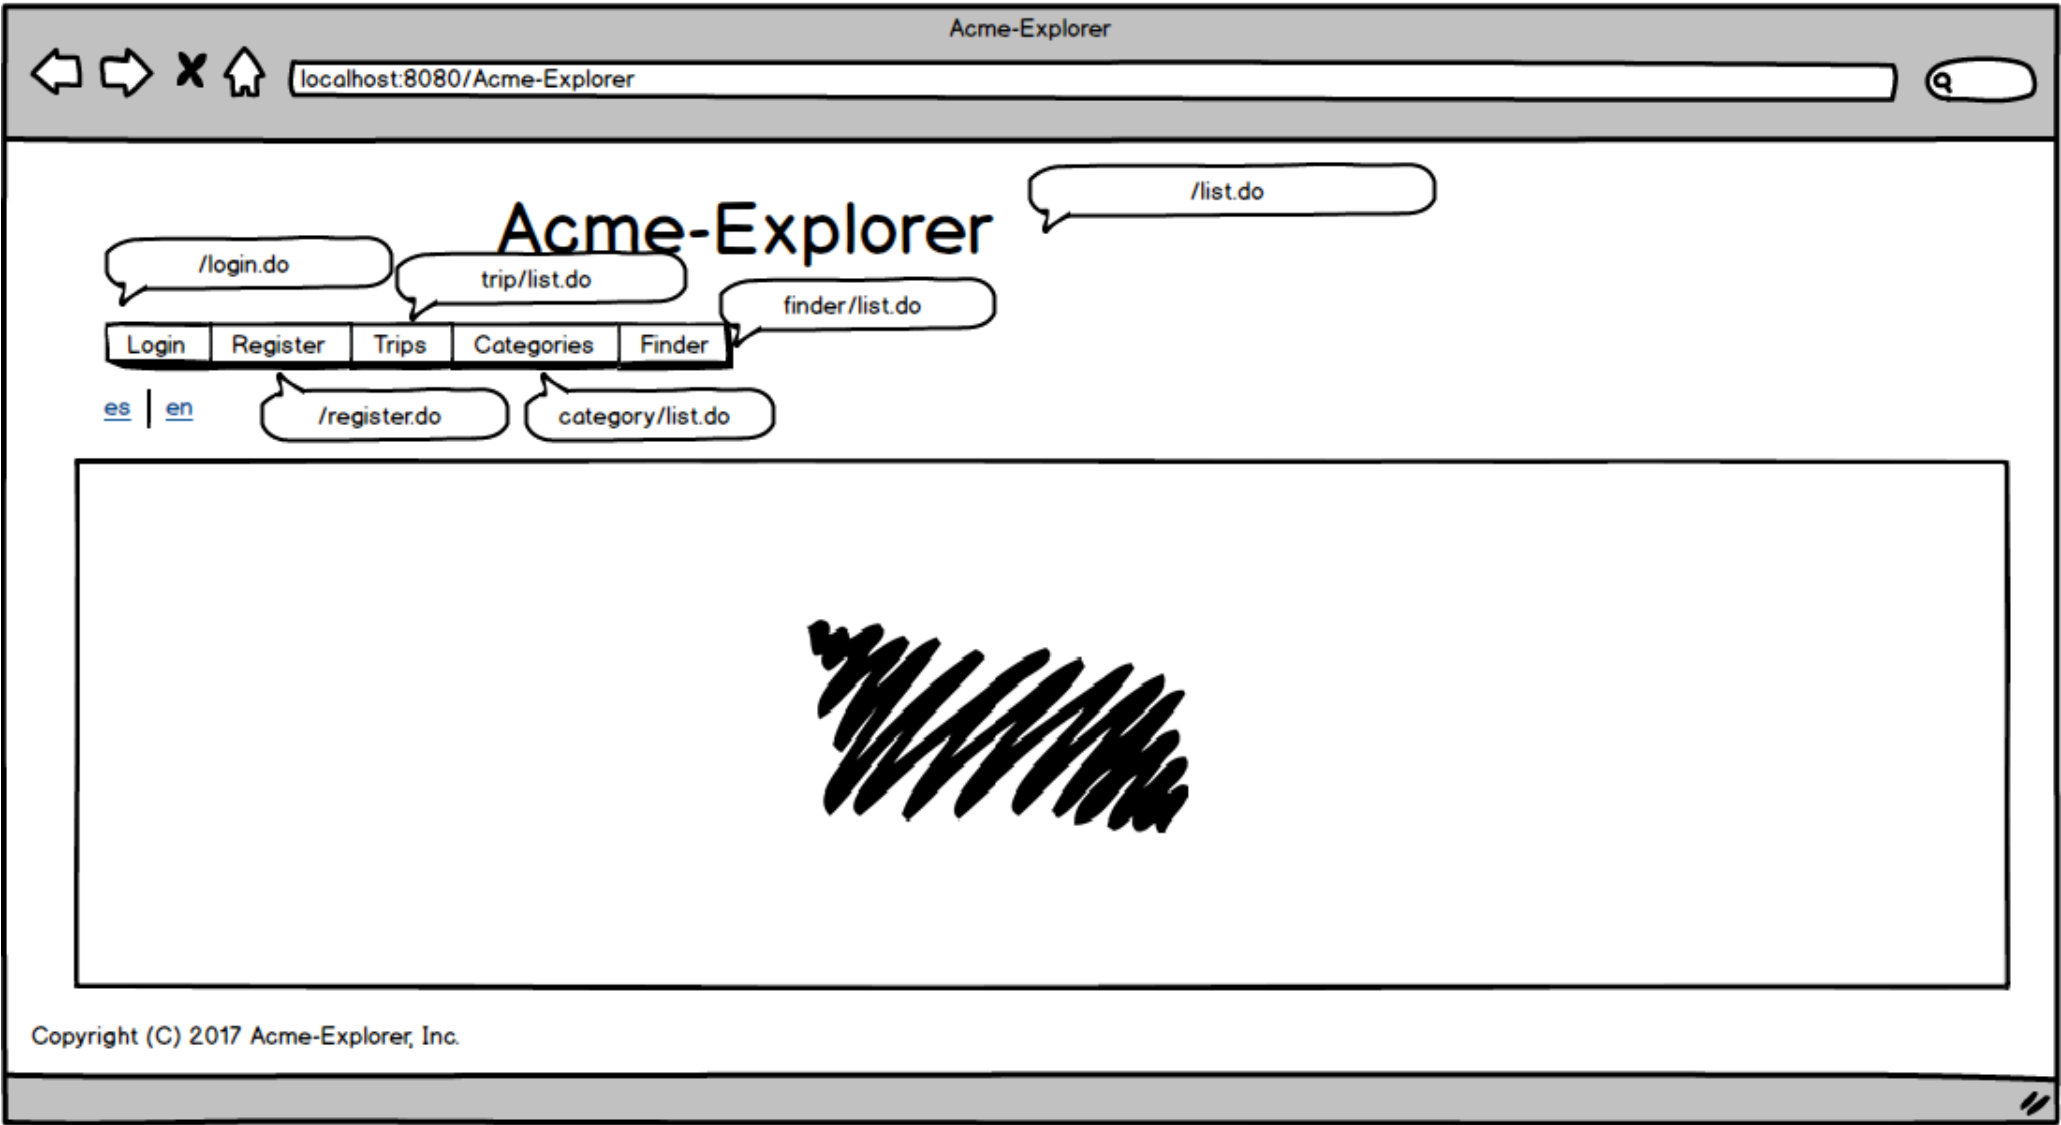 Acme-Explorer
localhost:8080/Acme-Explorer
/list.do
Acme-Explorer
/login.do
trip/list.do
finder/list.do
Login Register Trips Categories Finder
es | en
/register.do
category/list.do
Copyright (C) 2017 Acme-Explorer, Inc.